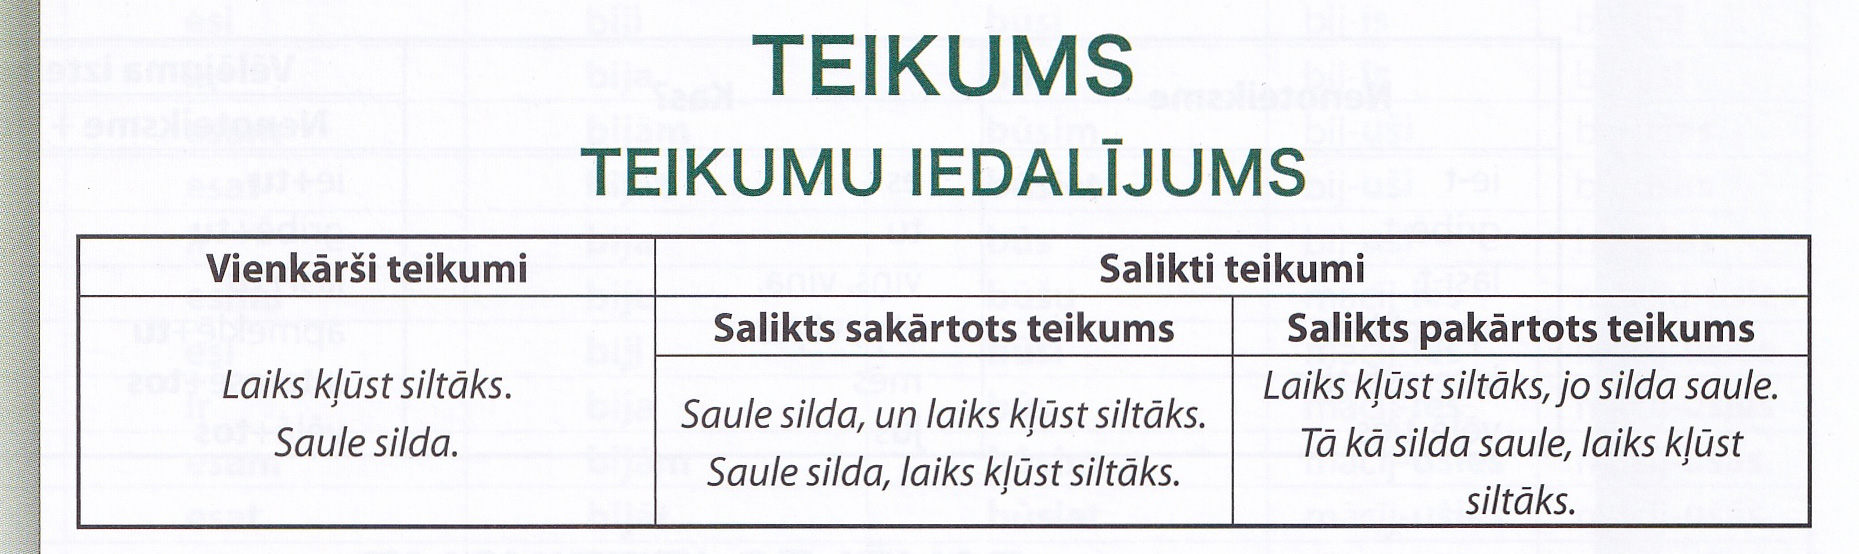 TEIKUMS
TEIKUMU IEDALĪJUMS
Vienkārši teikumi
Salikti teikumi
Salikts sakārtots teikums
Salikts pakārtots teikums
Laiks kļūst siltāks.
Saule silda.
Saule silda, un laiks kļūst siltāks.
Saule silda, laiks kļūst siltāks.
Laiks kļūst siltāks, jo silda saule.
Tā kā silda saule, laiks kļūst
siltāks.